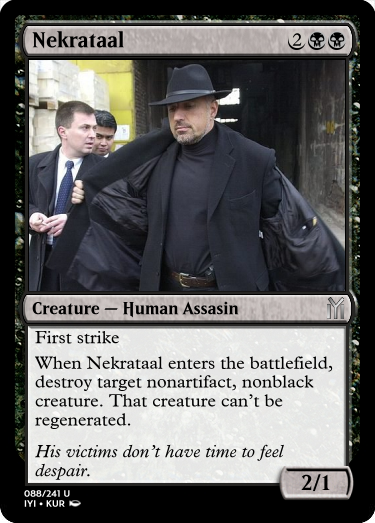 Nekrataal 2
Creature — Human Assasin
First strike
When Nekrataal enters the battlefield,
destroy target nonartifact, nonblack
creature. That creature can't be
regenerated.
His victims don't have time to feel
despair.
2/1
088/241 U
IYI • KUR